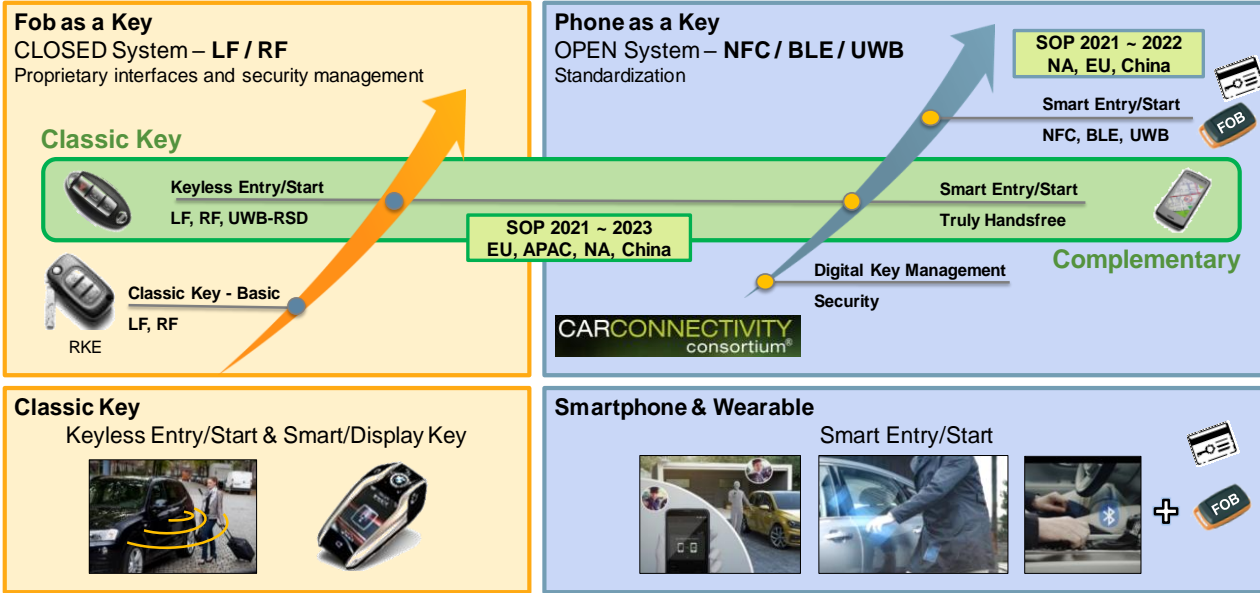 Fob as a Key
CLOSED System – LF / RF
Proprietary interfaces and security management
Classic Key
Keyless Entry/Start
LF, RF, UWB-RSD
SOP 2021 ~ 2023
EU, APAC, NA, China
Classic Key - Basic
LF, RF
RKE
Phone as a Key
OPEN System – NFC / BLE / UWB
Standardization
SOP 2021 ~ 2022
NA, EU, China
Smart Entry/Start
NFC, BLE, UWB
FOB
Smart Entry/Start
Truly Handsfree
Complementary
Digital Key Management
Security
CARCONNECTIVITY
consortium®
Classic Key
Keyless Entry/Start & Smart/Display Key
Smartphone & Wearable
Smart Entry/Start
+
FOB